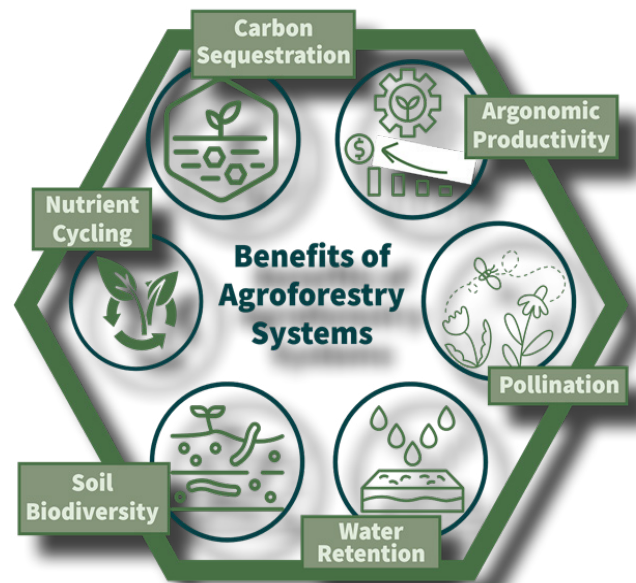 Carbon
Sequestration
Argonomic
Productivity
Nutrient
Cycling
$
Benefits of
Agroforestry
Systems
Pollination
Soil
Biodiversity
Water
Retention